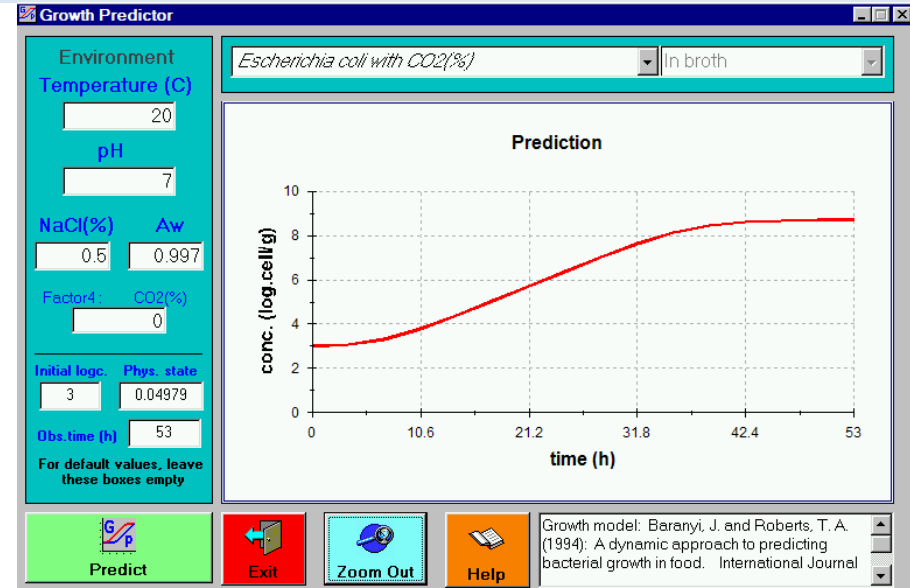 Growth Predictor
Environment
Temperature (C)
20
pH
7
NaCl(%) Aw
0.5 0.997
Factor4: CO2(%)
0
Initial logc. Phys. state
3 0.04979
Obs.time (h) 53
For default values, leave
these boxes empty
Escherichia coli with CO2(%) In broth
Prediction
conc. (log.cell/g)
10
8
6
4
2
0
0 10.6 21.2 31.8 42.4 53
time (h)
G/p
Predict
Exit
Zoom Out
Help
Growth model: Baranyi, J. and Roberts, T. A.
(1994): A dynamic approach to predicting
bacterial growth in food. International Journal